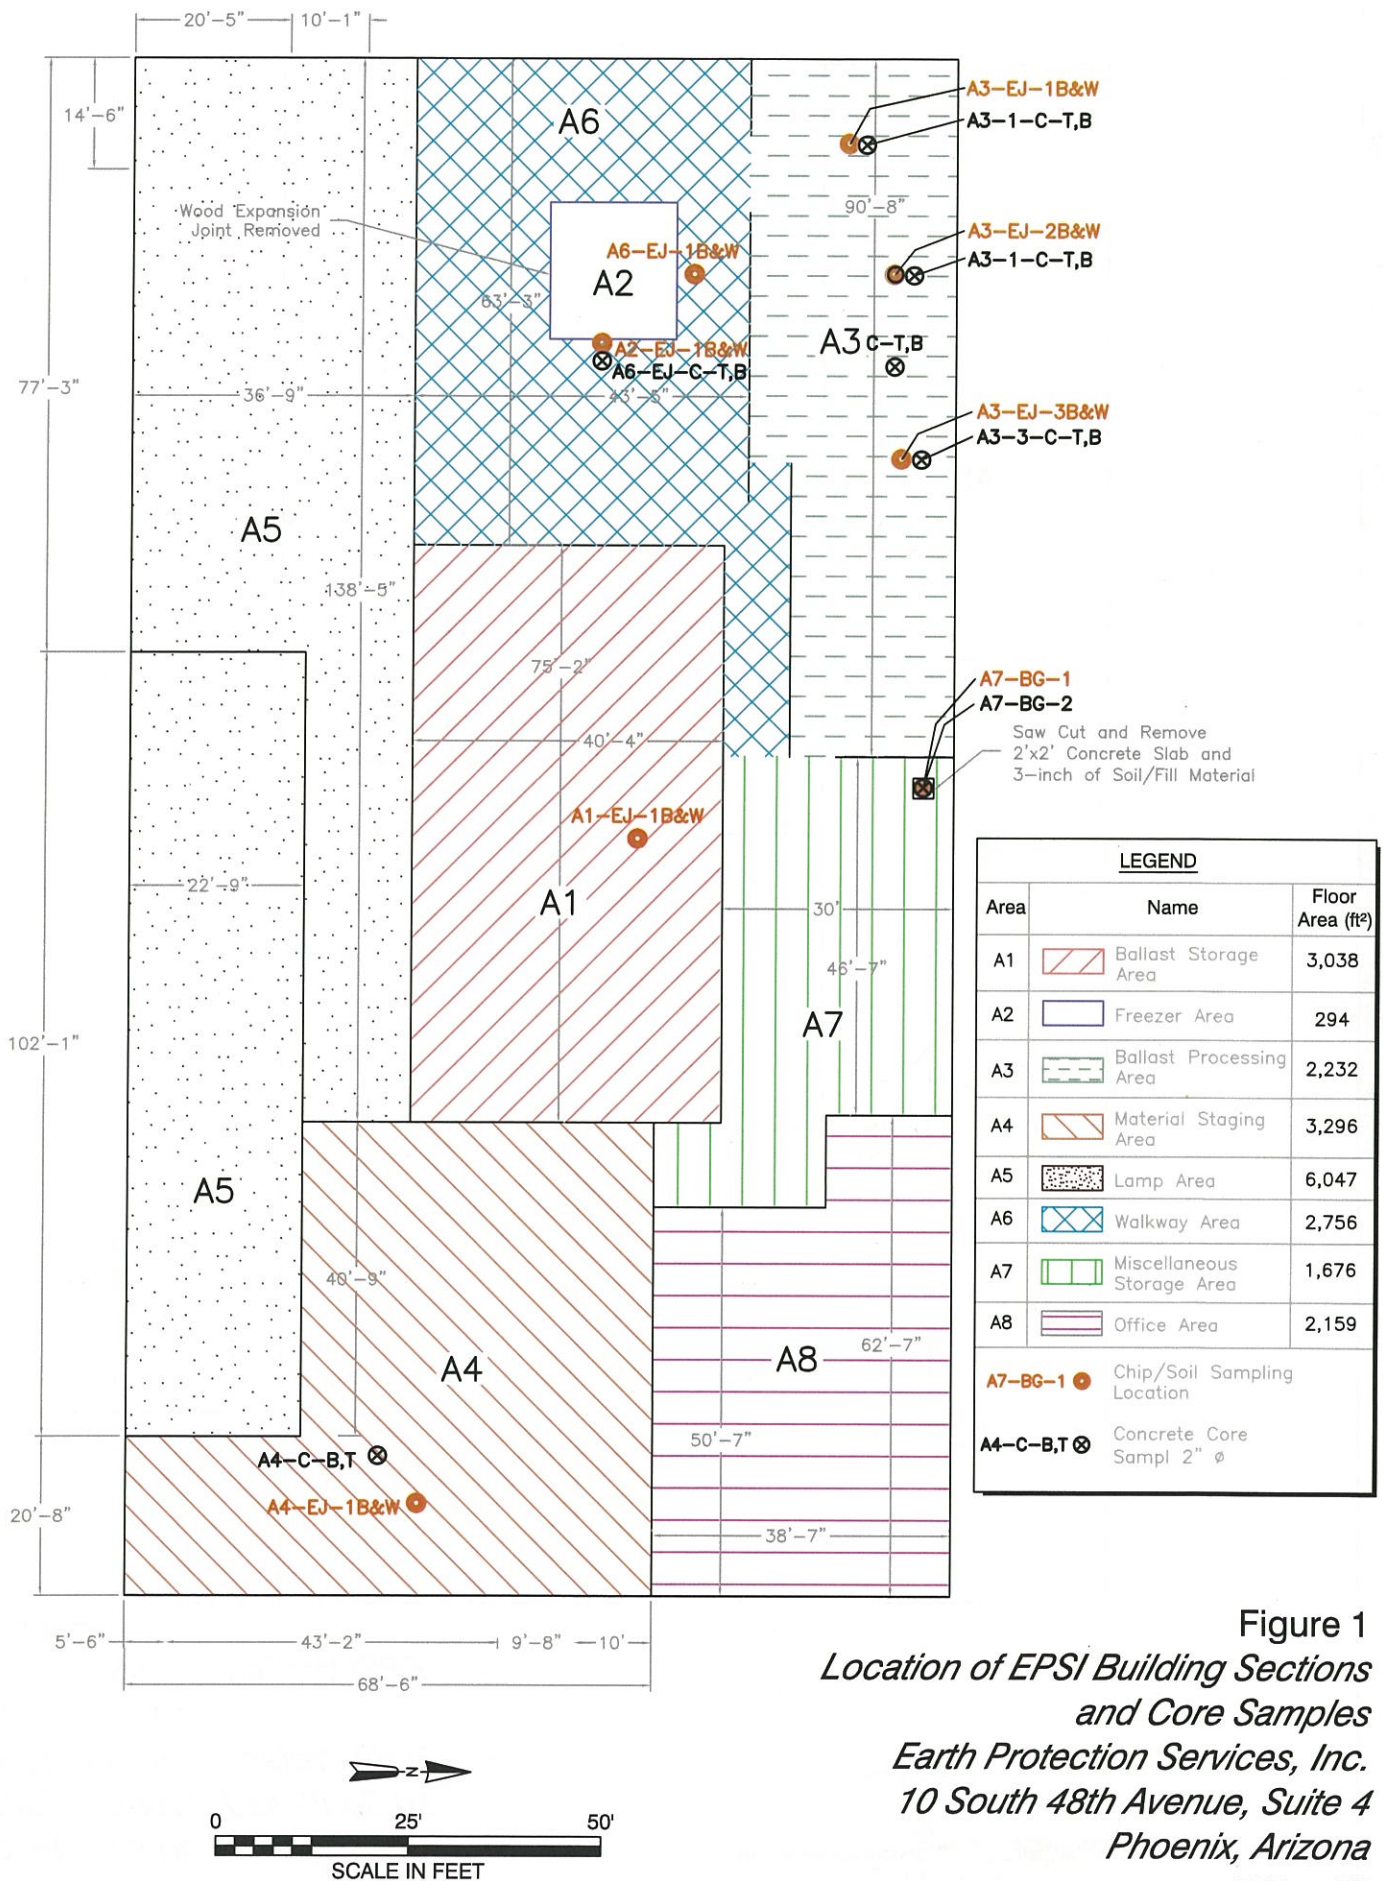 20'-5"
10'-1"
14'-6"
A6
A3-EJ-1B&W
A3-1-C-T,B
90'-8"
Wood Expansion
Joint Removed
A6-EJ-1B&W
A2
63'-3"
A3-EJ-2B&W
A3-1-C-T,B
A3 C-T,B
A2-EJ-1B&W
A6-EJ-C-T,B
77'-3"
36'-9"
43'-5"
A3-EJ-3B&W
A3-3-C-T,B
A5
138'-5"
75'-2"
A7-BG-1
A7-BG-2
Saw Cut and Remove
2'x2' Concrete Slab and
3-inch of Soil/Fill Material
40'-4"
A1-EJ-1B&W
22'-9"
A1
30'
46'-7"
A7
102'-1"
LEGEND
Area Name Floor
Area (ft²)
A1 Ballast Storage
Area 3,038
A2 Freezer Area 294
A3 Ballast Processing
Area 2,232
A4 Material Staging
Area 3,296
A5 Lamp Area 6,047
A6 Walkway Area 2,756
A7 Miscellaneous
Storage Area 1,676
A8 Office Area 2,159
A7-BG-1 Chip/Soil Sampling
Location
A4-C-B,T Concrete Core
Sampl 2" ø
A5
40'-9"
A4
A8
62'-7"
50'-7"
A4-C-B,T
A4-EJ-1B&W
20'-8"
38'-7"
5'-6"
43'-2"
9'-8"
10'
68'-6"
Figure 1
Location of EPSI Building Sections
and Core Samples
Earth Protection Services, Inc.
10 South 48th Avenue, Suite 4
Phoenix, Arizona
N
0 25' 50'
SCALE IN FEET